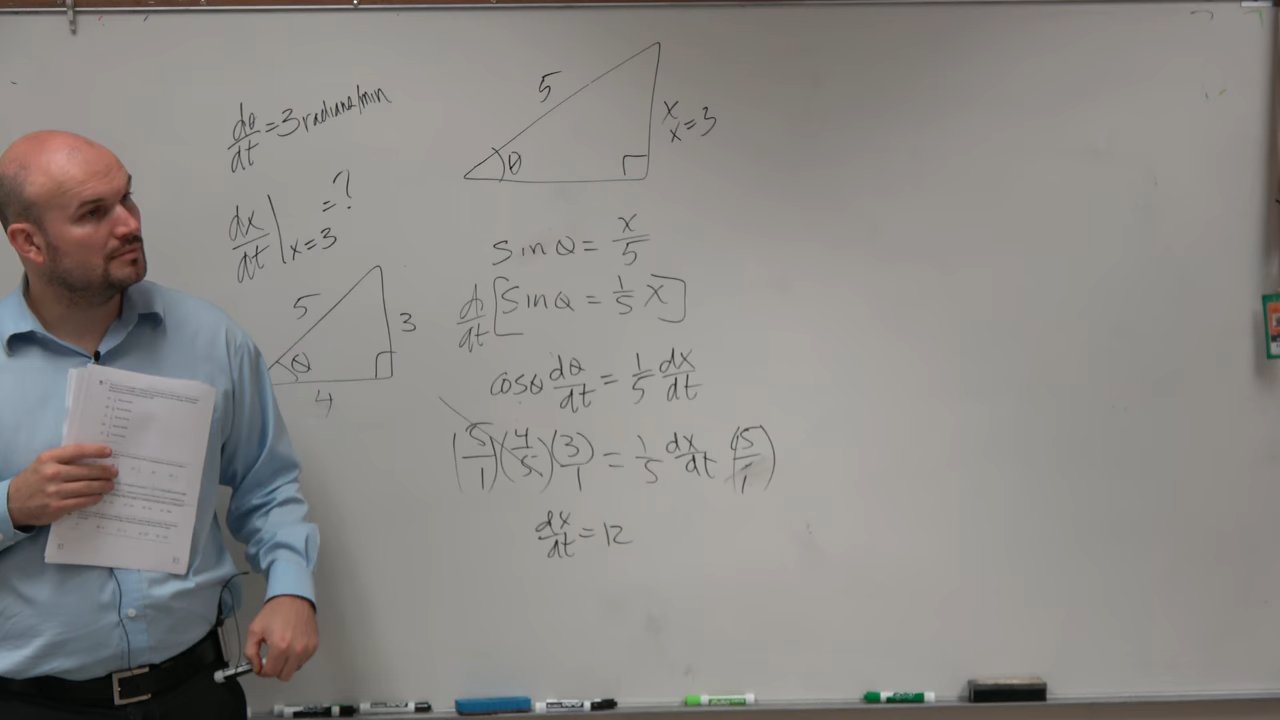 dθ/dt = 3 radians/min
dx/dt | x=3 = ?
5
θ
3
4
5
θ
x
x=3
sin θ = x/5
d/dt [sin θ = 1/5 x]
cosθ dθ/dt = 1/5 dx/dt
(5/1)(4/5)(3/1) = 1/5 dx/dt (5/1)
dx/dt = 12